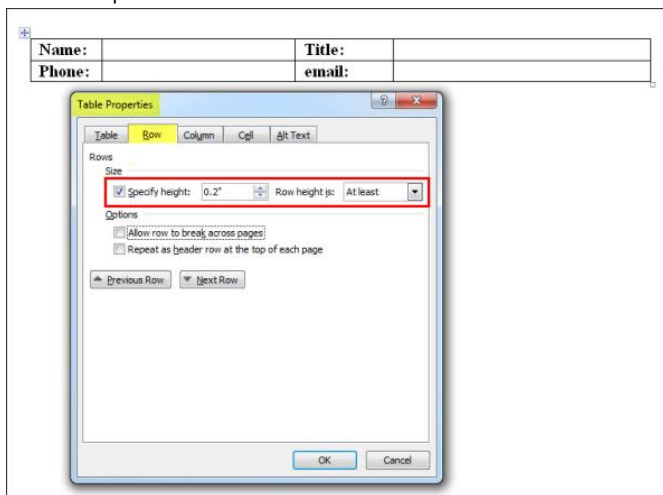 Name: Title:
Phone: email:
Table Properties
Table Row Column Cell Alt Text
Rows
Size
Specify height: 0.2" Row height is: At least
Options
Allow row to break across pages
Repeat as header row at the top of each page
Previous Row Next Row
OK Cancel